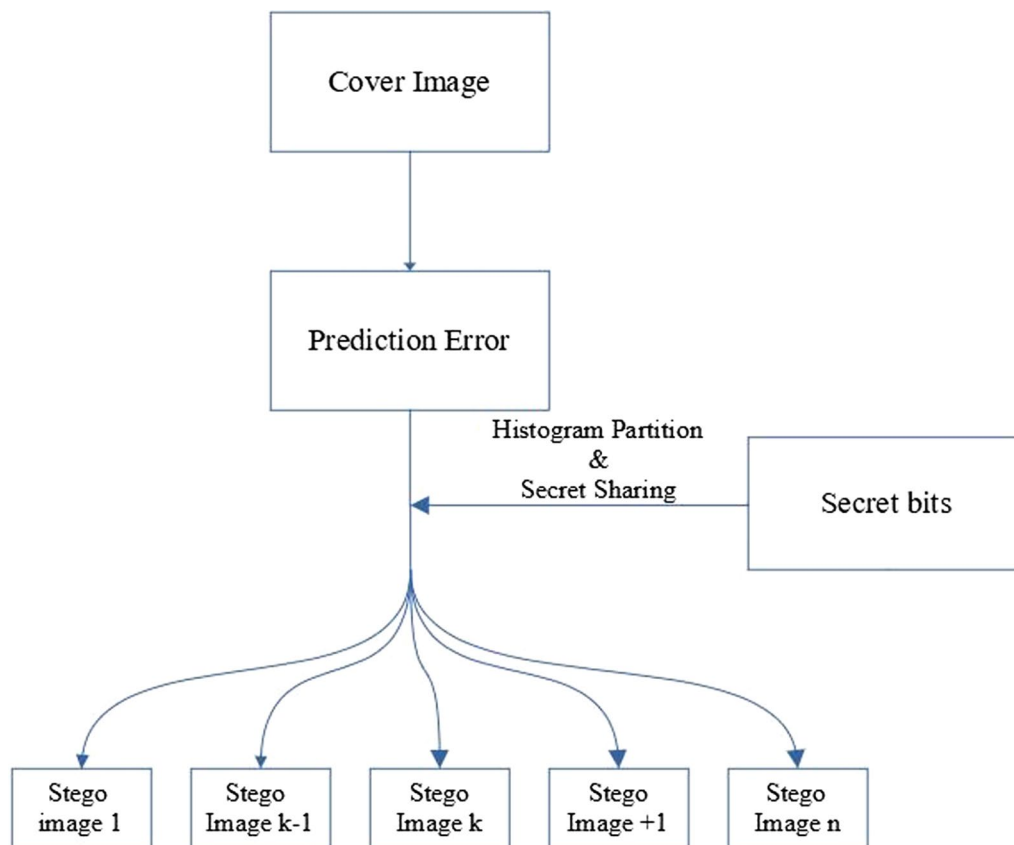 Cover Image
Prediction Error
Histogram Partition
&
Secret Sharing
Secret bits
Stego
image 1
Stego
Image k-1
Stego
Image k
Stego
Image +1
Stego
Image n